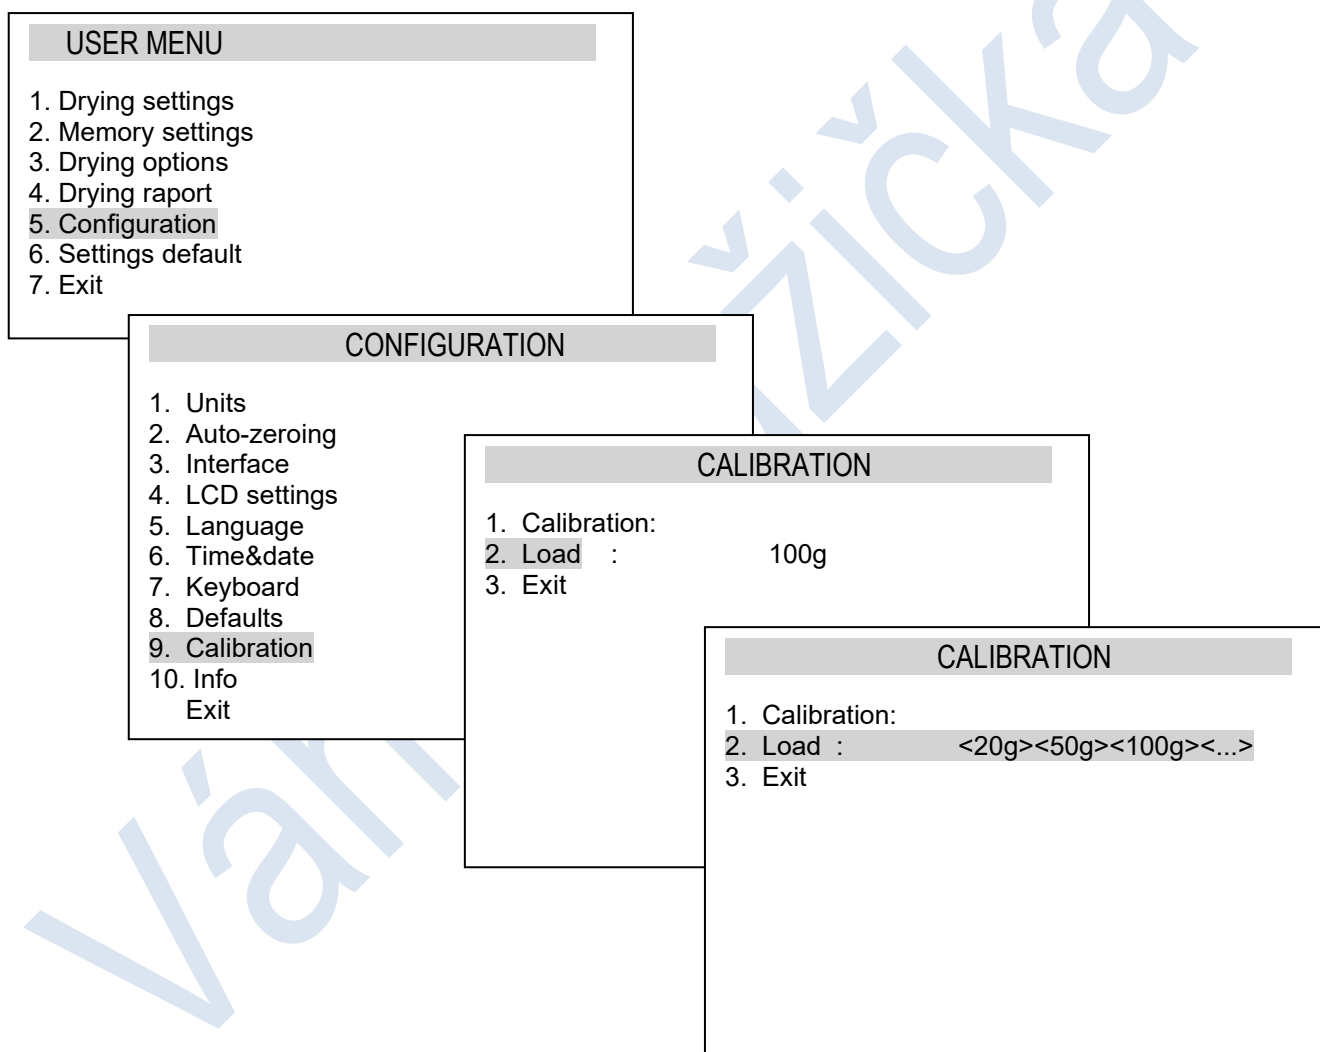 USER MENU
1. Drying settings
2. Memory settings
3. Drying options
4. Drying raport
5. Configuration
6. Settings default
7. Exit
CONFIGURATION
1. Units
2. Auto-zeroing
3. Interface
4. LCD settings
5. Language
6. Time&date
7. Keyboard
8. Defaults
9. Calibration
10. Info
Exit
CALIBRATION
1. Calibration:
2. Load : 100g
3. Exit
CALIBRATION
1. Calibration:
2. Load : <20g><50g><100g><...>
3. Exit